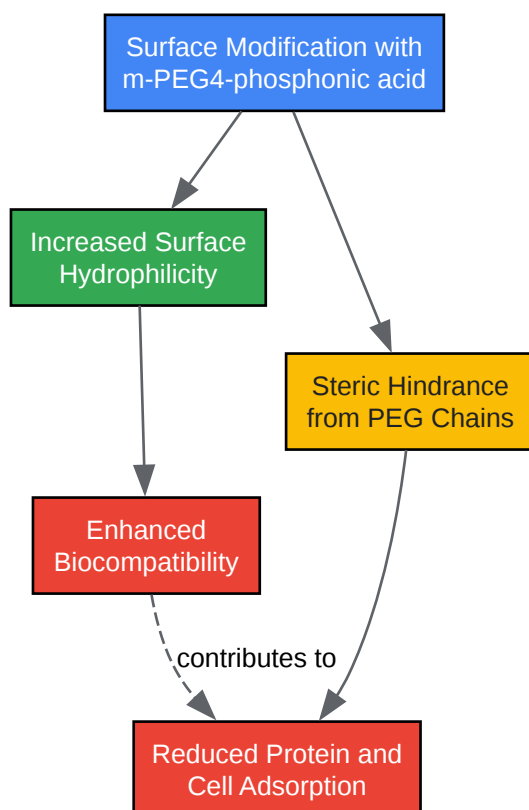 Surface Modification with
m-PEG4-phosphonic acid
Increased Surface
Hydrophilicity
Steric Hindrance
from PEG Chains
Enhanced
Biocompatibility
contributes to
Reduced Protein and
Cell Adsorption